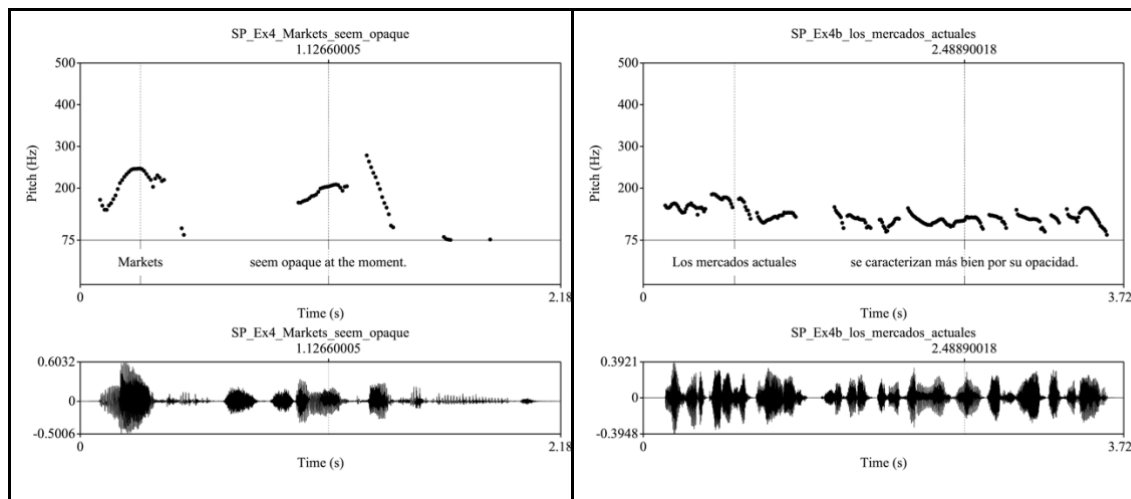 SP_Ex4_Markets_seem_opaque
1.12660005
500
400
300
200
75
Pitch (Hz)
Markets
seem opaque at the moment.
0
2.18
Time (s)
SP_Ex4_Markets_seem_opaque
1.12660005
0.6032
0
-0.5006
0
2.18
Time (s)
SP_Ex4b_los_mercados_actuales
2.48890018
500
400
300
200
75
Pitch (Hz)
Los mercados actuales
se caracterizan más bien por su opacidad.
0
3.72
Time (s)
SP_Ex4b_los_mercados_actuales
2.48890018
0.3921
0
-0.3948
0
3.72
Time (s)